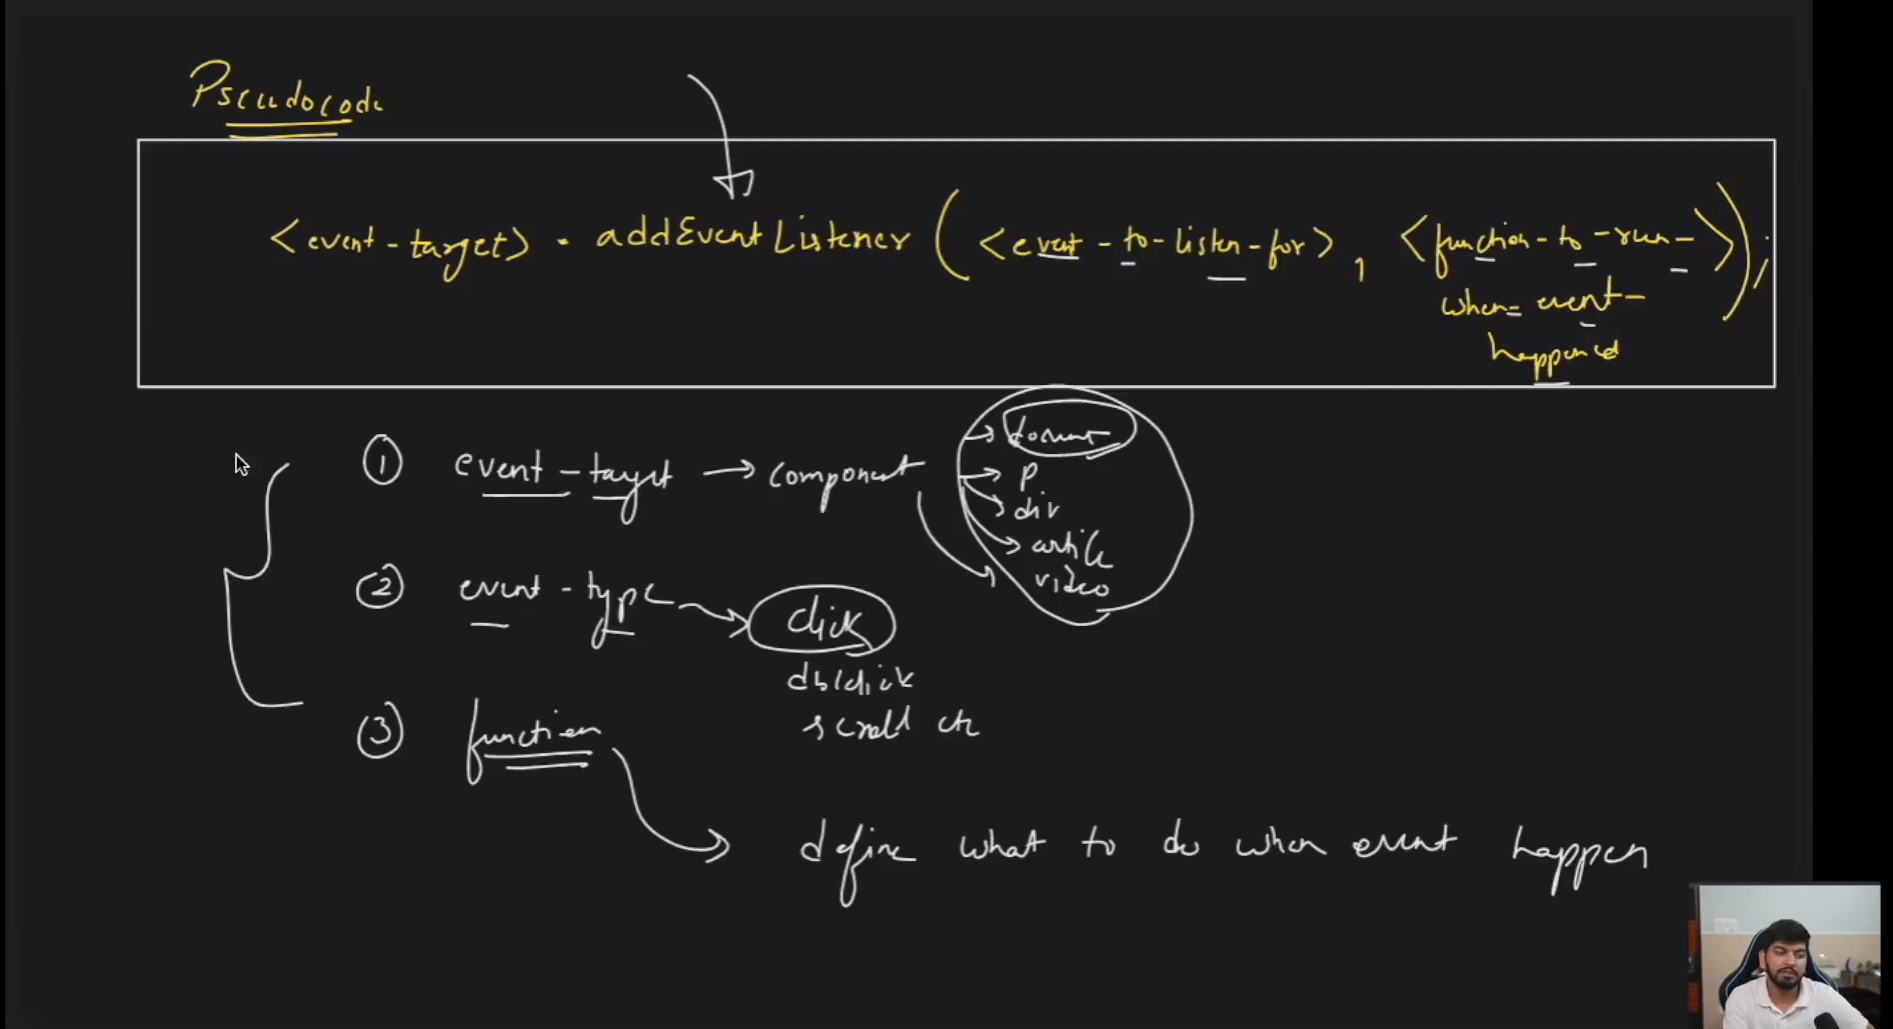 Pseudocode
<event-target> . addEventListener ( <event-to-listen-for> , <function-to-run-
when-event-
happened> );
① event-target → component → document
→ p
→ div
→ article
video
② event-type → click
dblclick
scroll etc
③ function
→ define what to do when event happen